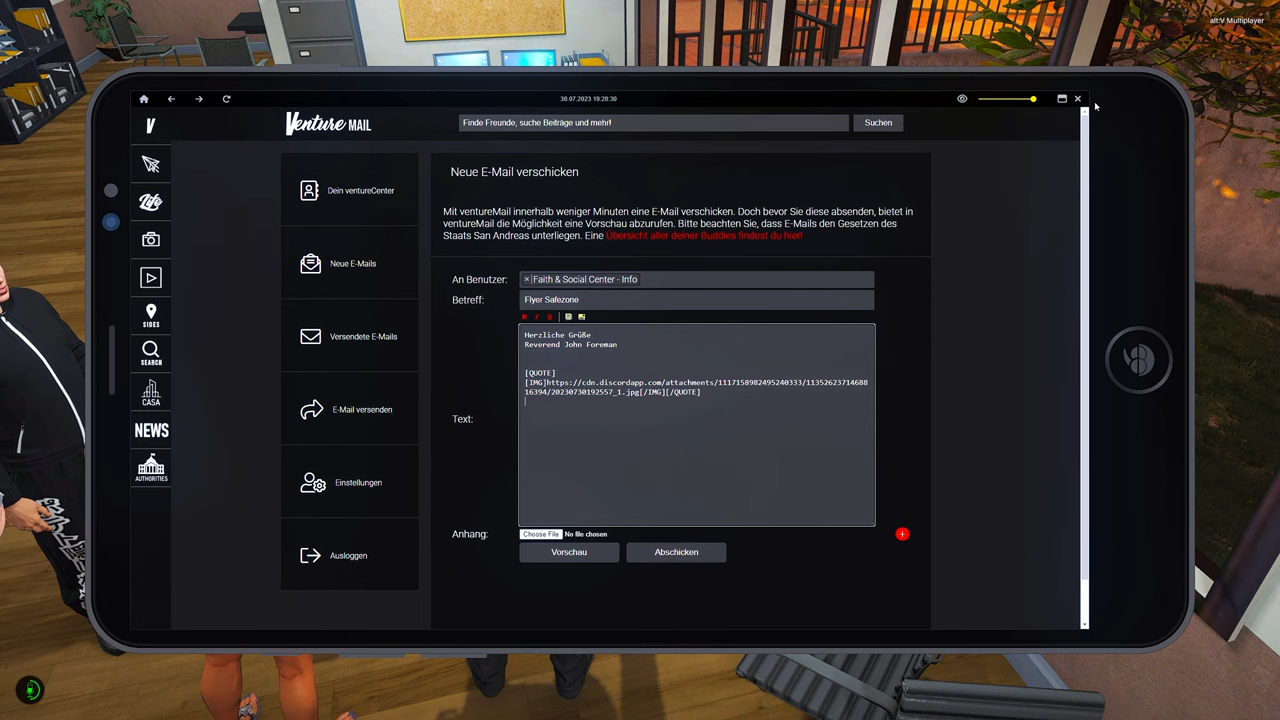 alt:V Multiplayer
30.07.2023 19:28:30
V
Venture MAIL
Finde Freunde, suche Beiträge und mehr!
Suchen
Life
SIDES
SEARCH
CASA
NEWS
AUTHORITIES
Dein ventureCenter
Neue E-Mails
Versendete E-Mails
E-Mail versenden
Einstellungen
Ausloggen
Neue E-Mail verschicken
Mit ventureMail innerhalb weniger Minuten eine E-Mail verschicken. Doch bevor Sie diese absenden, bietet in
ventureMail die Möglichkeit eine Vorschau abzurufen. Bitte beachten Sie, dass E-Mails den Gesetzen des
Staats San Andreas unterliegen. Eine Übersicht aller deiner Buddies findest du hier!
An Benutzer: × Faith & Social Center - Info
Betreff: Flyer Safezone
Text:
Herzliche Grüße
Reverend John Foreman
[QUOTE]
[IMG]https://cdn.discordapp.com/attachments/1117158982495240333/11352623714688
16394/20230730192557_1.jpg[/IMG][/QUOTE]
Anhang: Choose File No file chosen
Vorschau
Abschicken